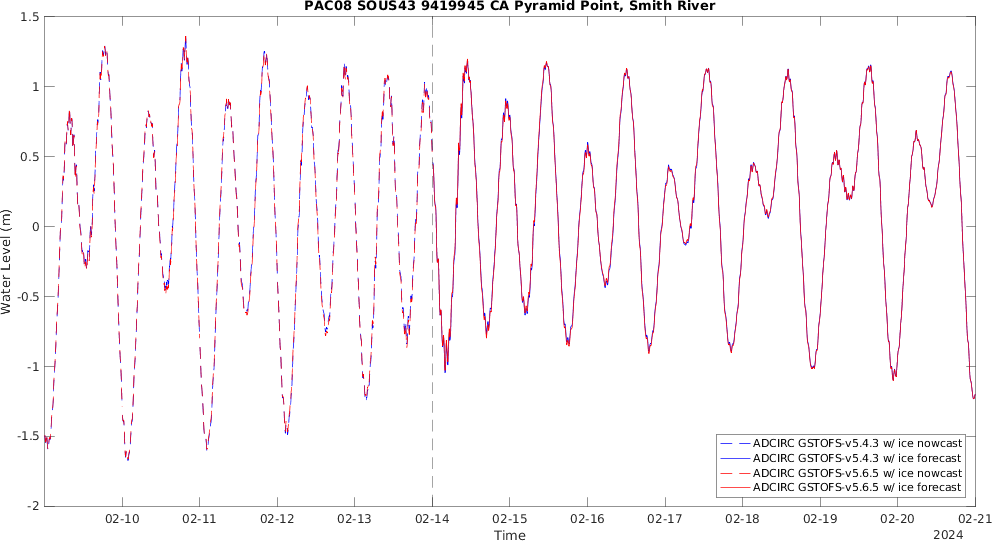 PAC08 SOUS43 9419945 CA Pyramid Point, Smith River
1.5
1
0.5
0
-0.5
-1
-1.5
-2
Water Level (m)
02-10 02-11 02-12 02-13 02-14 02-15 02-16 02-17 02-18 02-19 02-20 02-21
Time
2024
ADCIRC GSTOFS-v5.4.3 w/ ice nowcast
ADCIRC GSTOFS-v5.4.3 w/ ice forecast
ADCIRC GSTOFS-v5.6.5 w/ ice nowcast
ADCIRC GSTOFS-v5.6.5 w/ ice forecast